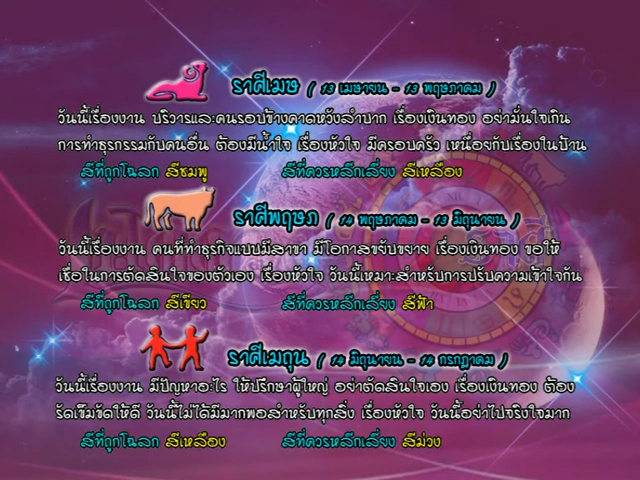 ราศีเมษ ( 13 เมษายน - 13 พฤษภาคม )
วันนี้เรื่องงาน บริวารและคนรอบข้างคาดหวังลำบาก เรื่องเงินทอง อย่ามั่นใจเกิน
การทำธุรกรรมกับคนอื่น ต้องมีน้ำใจ เรื่องหัวใจ มีครอบครัว เหนื่อยกับเรื่องในบ้าน
สีที่ถูกโฉลก สีชมพู สีที่ควรหลีกเลี่ยง สีเหลือง
ราศีพฤษภ ( 14 พฤษภาคม - 13 มิถุนายน )
วันนี้เรื่องงาน คนที่ทำธุรกิจแบบมีสาขา มีโอกาสขยับขยาย เรื่องเงินทอง ขอให้
เชื่อในการตัดสินใจของตัวเอง เรื่องหัวใจ วันนี้เหมาะสำหรับการปรับความเข้าใจกัน
สีที่ถูกโฉลก สีเขียว สีที่ควรหลีกเลี่ยง สีฟ้า
ราศีเมถุน ( 14 มิถุนายน - 14 กรกฎาคม )
วันนี้เรื่องงาน มีปัญหาอะไร ให้ปรึกษาผู้ใหญ่ อย่าตัดสินใจเอง เรื่องเงินทอง ต้อง
รัดเข็มขัดให้ดี วันนี้ไม่ได้มีมากพอสำหรับทุกสิ่ง เรื่องหัวใจ วันนี้อย่าไปจริงใจมาก
สีที่ถูกโฉลก สีเหลือง สีที่ควรหลีกเลี่ยง สีม่วง